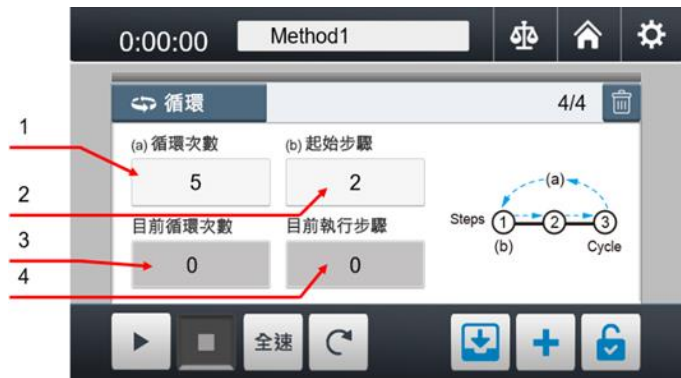 0:00:00 Method1
循環 4/4
1
(a) 循環次數 (b) 起始步驟
5 2
2
目前循環次數 目前執行步驟
3
0 0
4
(a)
Steps 1 2 3
(b) Cycle
全速